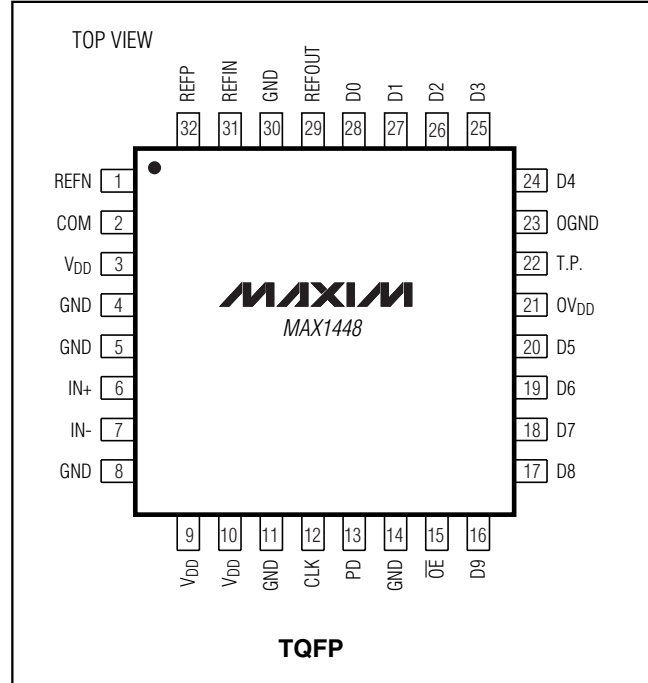 TOP VIEW
REFP REFIN GND REFOUT D0 D1 D2 D3
32 31 30 29 28 27 26 25
REFN 1 24 D4
COM 2 23 OGND
VDD 3 22 T.P.
GND 4 21 OVDD
MAXIM
MAX1448
GND 5 20 D5
IN+ 6 19 D6
IN- 7 18 D7
GND 8 17 D8
9 10 11 12 13 14 15 16
VDD VDD GND CLK PD GND O̅E̅ D9
TQFP